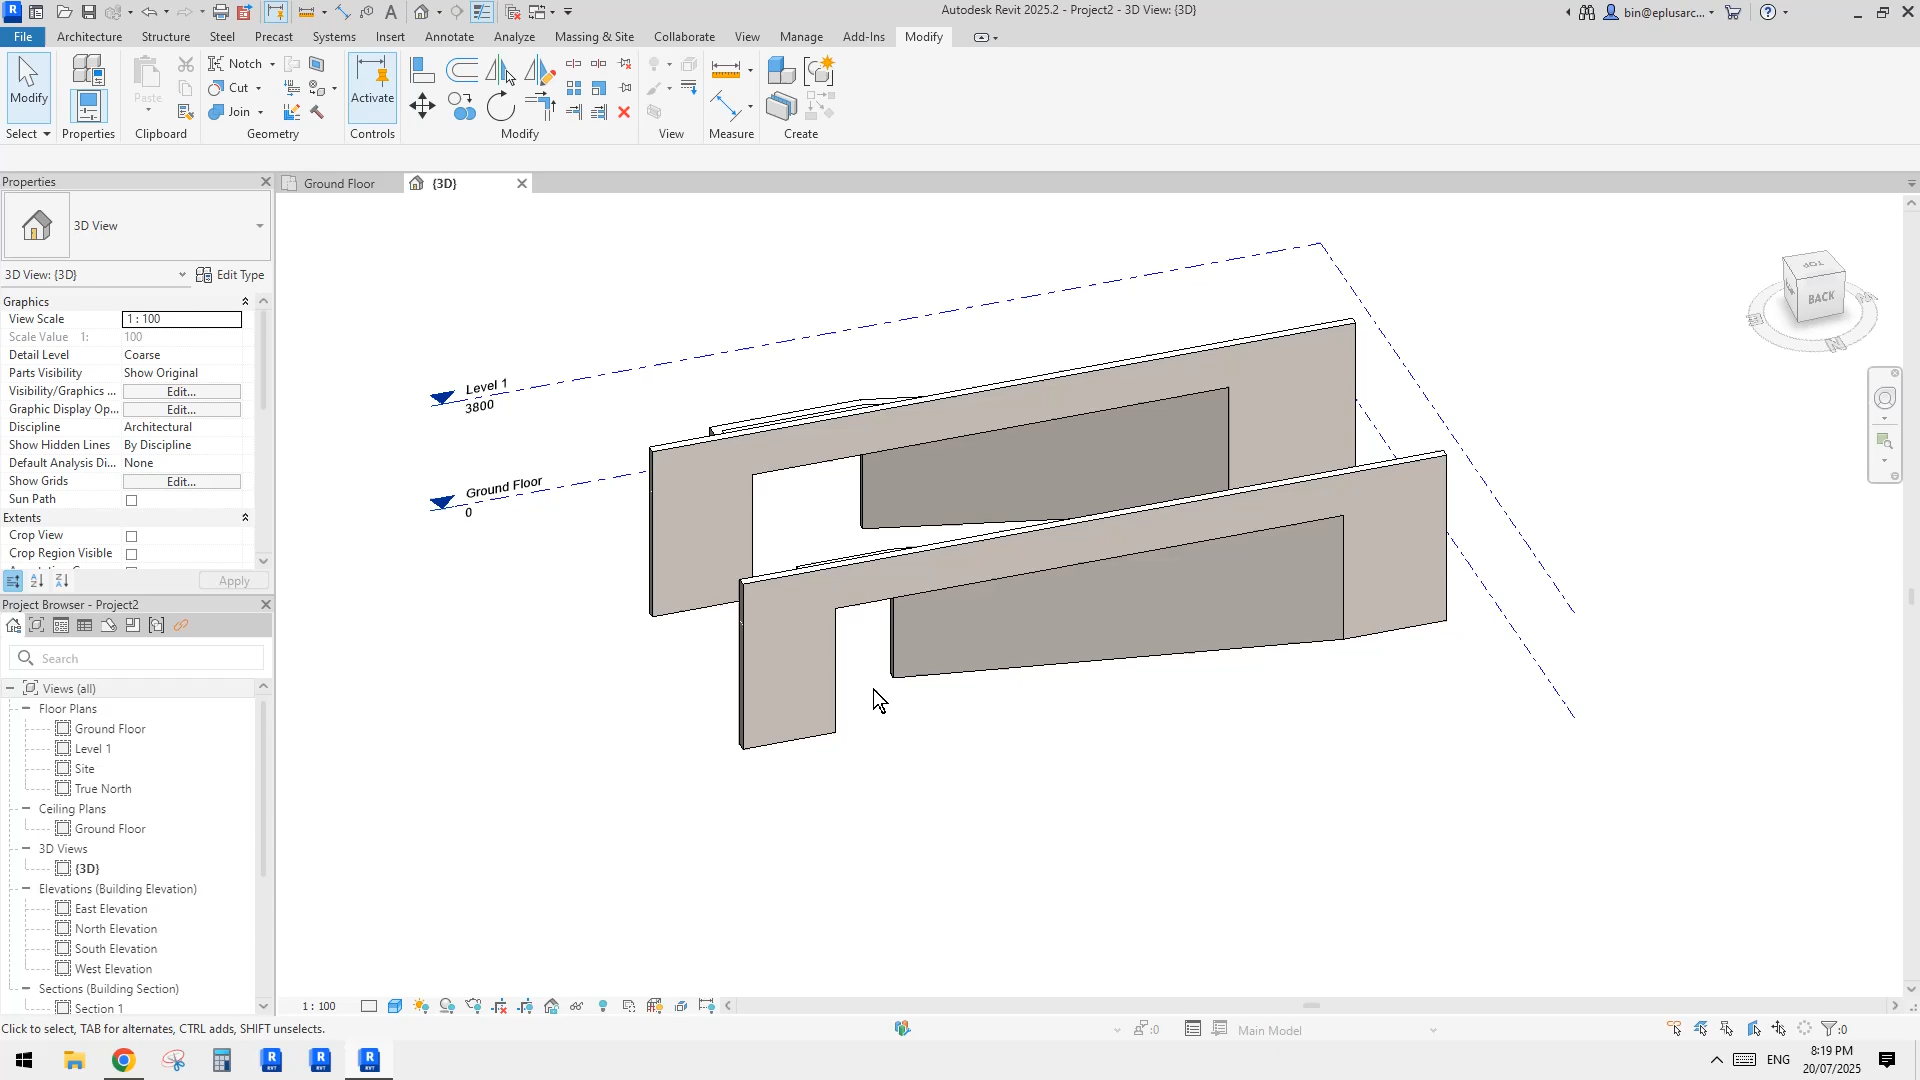 Autodesk Revit 2025.2 - Project2 - 3D View: {3D}
bin@eplusarc...
File
Architecture
Structure
Steel
Precast
Systems
Insert
Annotate
Analyze
Massing & Site
Collaborate
View
Manage
Add-Ins
Modify
Modify
Paste
Notch
Cut
Join
Activate
Select
Properties
Clipboard
Geometry
Controls
Modify
View
Measure
Create
Properties
Ground Floor
{3D}
3D View
3D View: {3D}
Edit Type
Graphics
View Scale
1 : 100
Scale Value 1:
100
Detail Level
Coarse
Parts Visibility
Show Original
Visibility/Graphics ...
Edit...
Graphic Display Op...
Edit...
Discipline
Architectural
Show Hidden Lines
By Discipline
Default Analysis Di...
None
Show Grids
Edit...
Sun Path
Extents
Crop View
Crop Region Visible
Apply
Level 1
3800
Ground Floor
0
TOP
BACK
N
E
Project Browser - Project2
Search
Views (all)
Floor Plans
Ground Floor
Level 1
Site
True North
Ceiling Plans
Ground Floor
3D Views
{3D}
Elevations (Building Elevation)
East Elevation
North Elevation
South Elevation
West Elevation
Sections (Building Section)
Section 1
1 : 100
Click to select, TAB for alternates, CTRL adds, SHIFT unselects.
:0
Main Model
:0
ENG
8:19 PM
20/07/2025